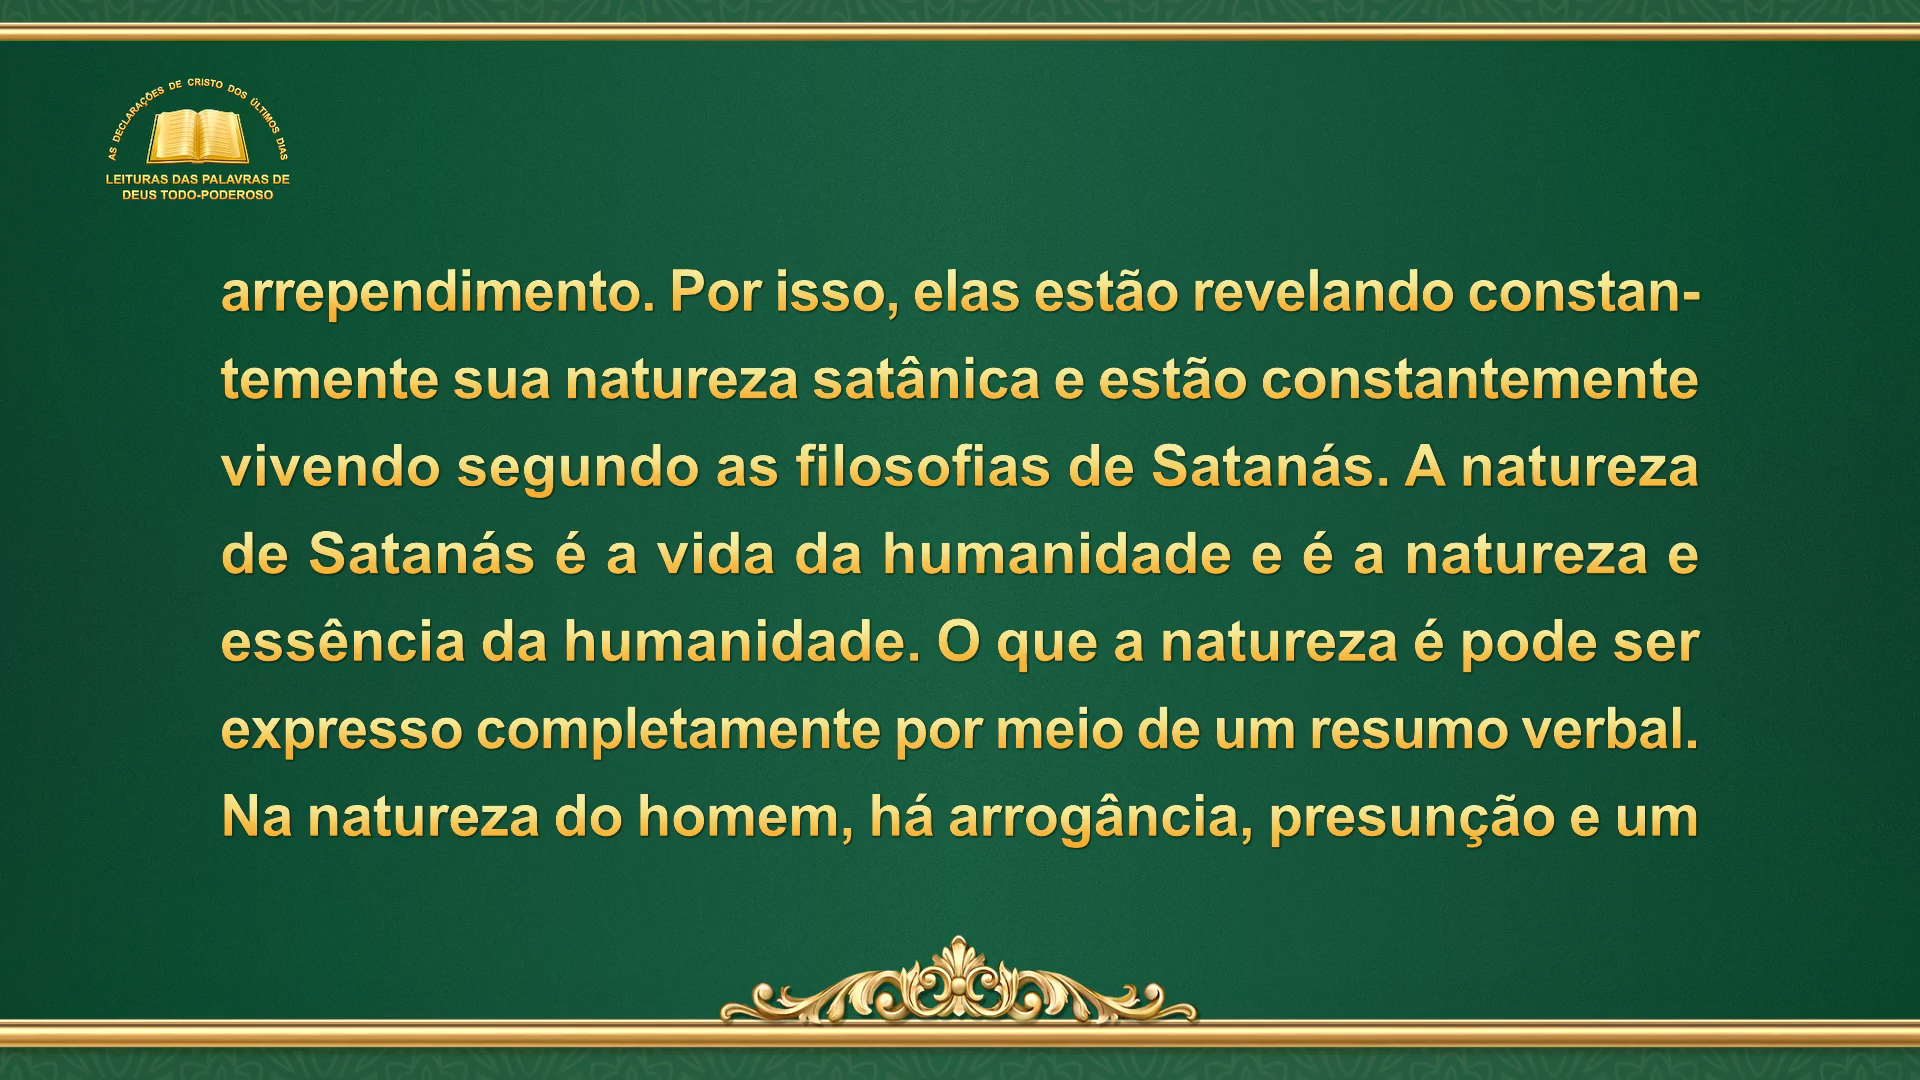 AS DECLARAÇÕES DE CRISTO DOS ÚLTIMOS DIAS
LEITURAS DAS PALAVRAS DE
DEUS TODO-PODEROSO
arrependimento. Por isso, elas estão revelando constan-
temente sua natureza satânica e estão constantemente
vivendo segundo as filosofias de Satanás. A natureza
de Satanás é a vida da humanidade e é a natureza e
essência da humanidade. O que a natureza é pode ser
expresso completamente por meio de um resumo verbal.
Na natureza do homem, há arrogância, presunção e um